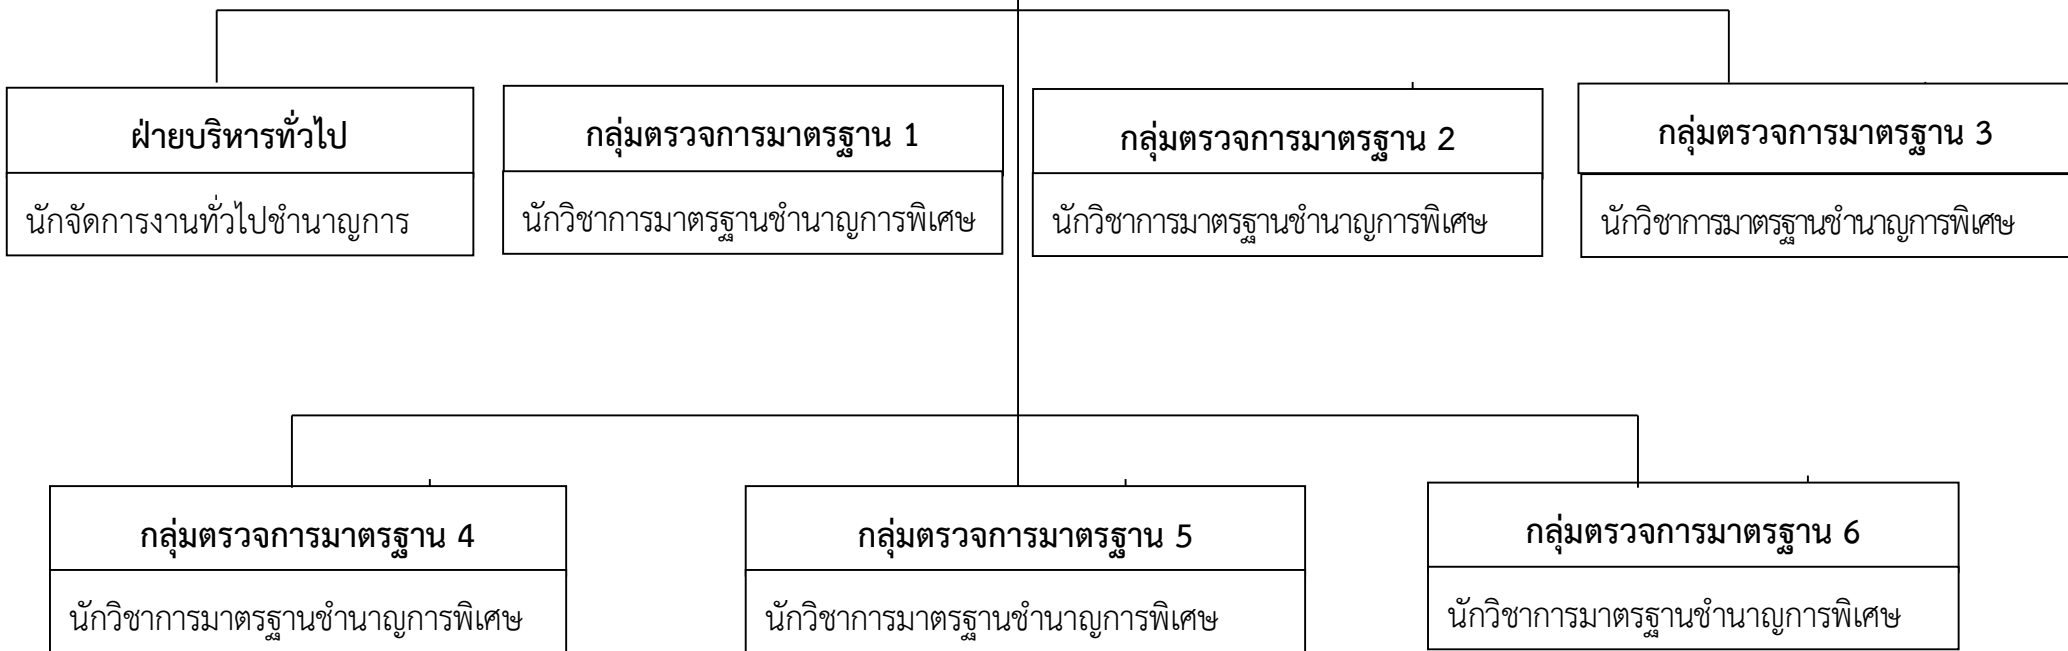 ฝ่ายบริหารทั่วไป
นักจัดการงานทั่วไปชำนาญการ
กลุ่มตรวจการมาตรฐาน 1
นักวิชาการมาตรฐานชำนาญการพิเศษ
กลุ่มตรวจการมาตรฐาน 2
นักวิชาการมาตรฐานชำนาญการพิเศษ
กลุ่มตรวจการมาตรฐาน 3
นักวิชาการมาตรฐานชำนาญการพิเศษ
กลุ่มตรวจการมาตรฐาน 4
นักวิชาการมาตรฐานชำนาญการพิเศษ
กลุ่มตรวจการมาตรฐาน 5
นักวิชาการมาตรฐานชำนาญการพิเศษ
กลุ่มตรวจการมาตรฐาน 6
นักวิชาการมาตรฐานชำนาญการพิเศษ